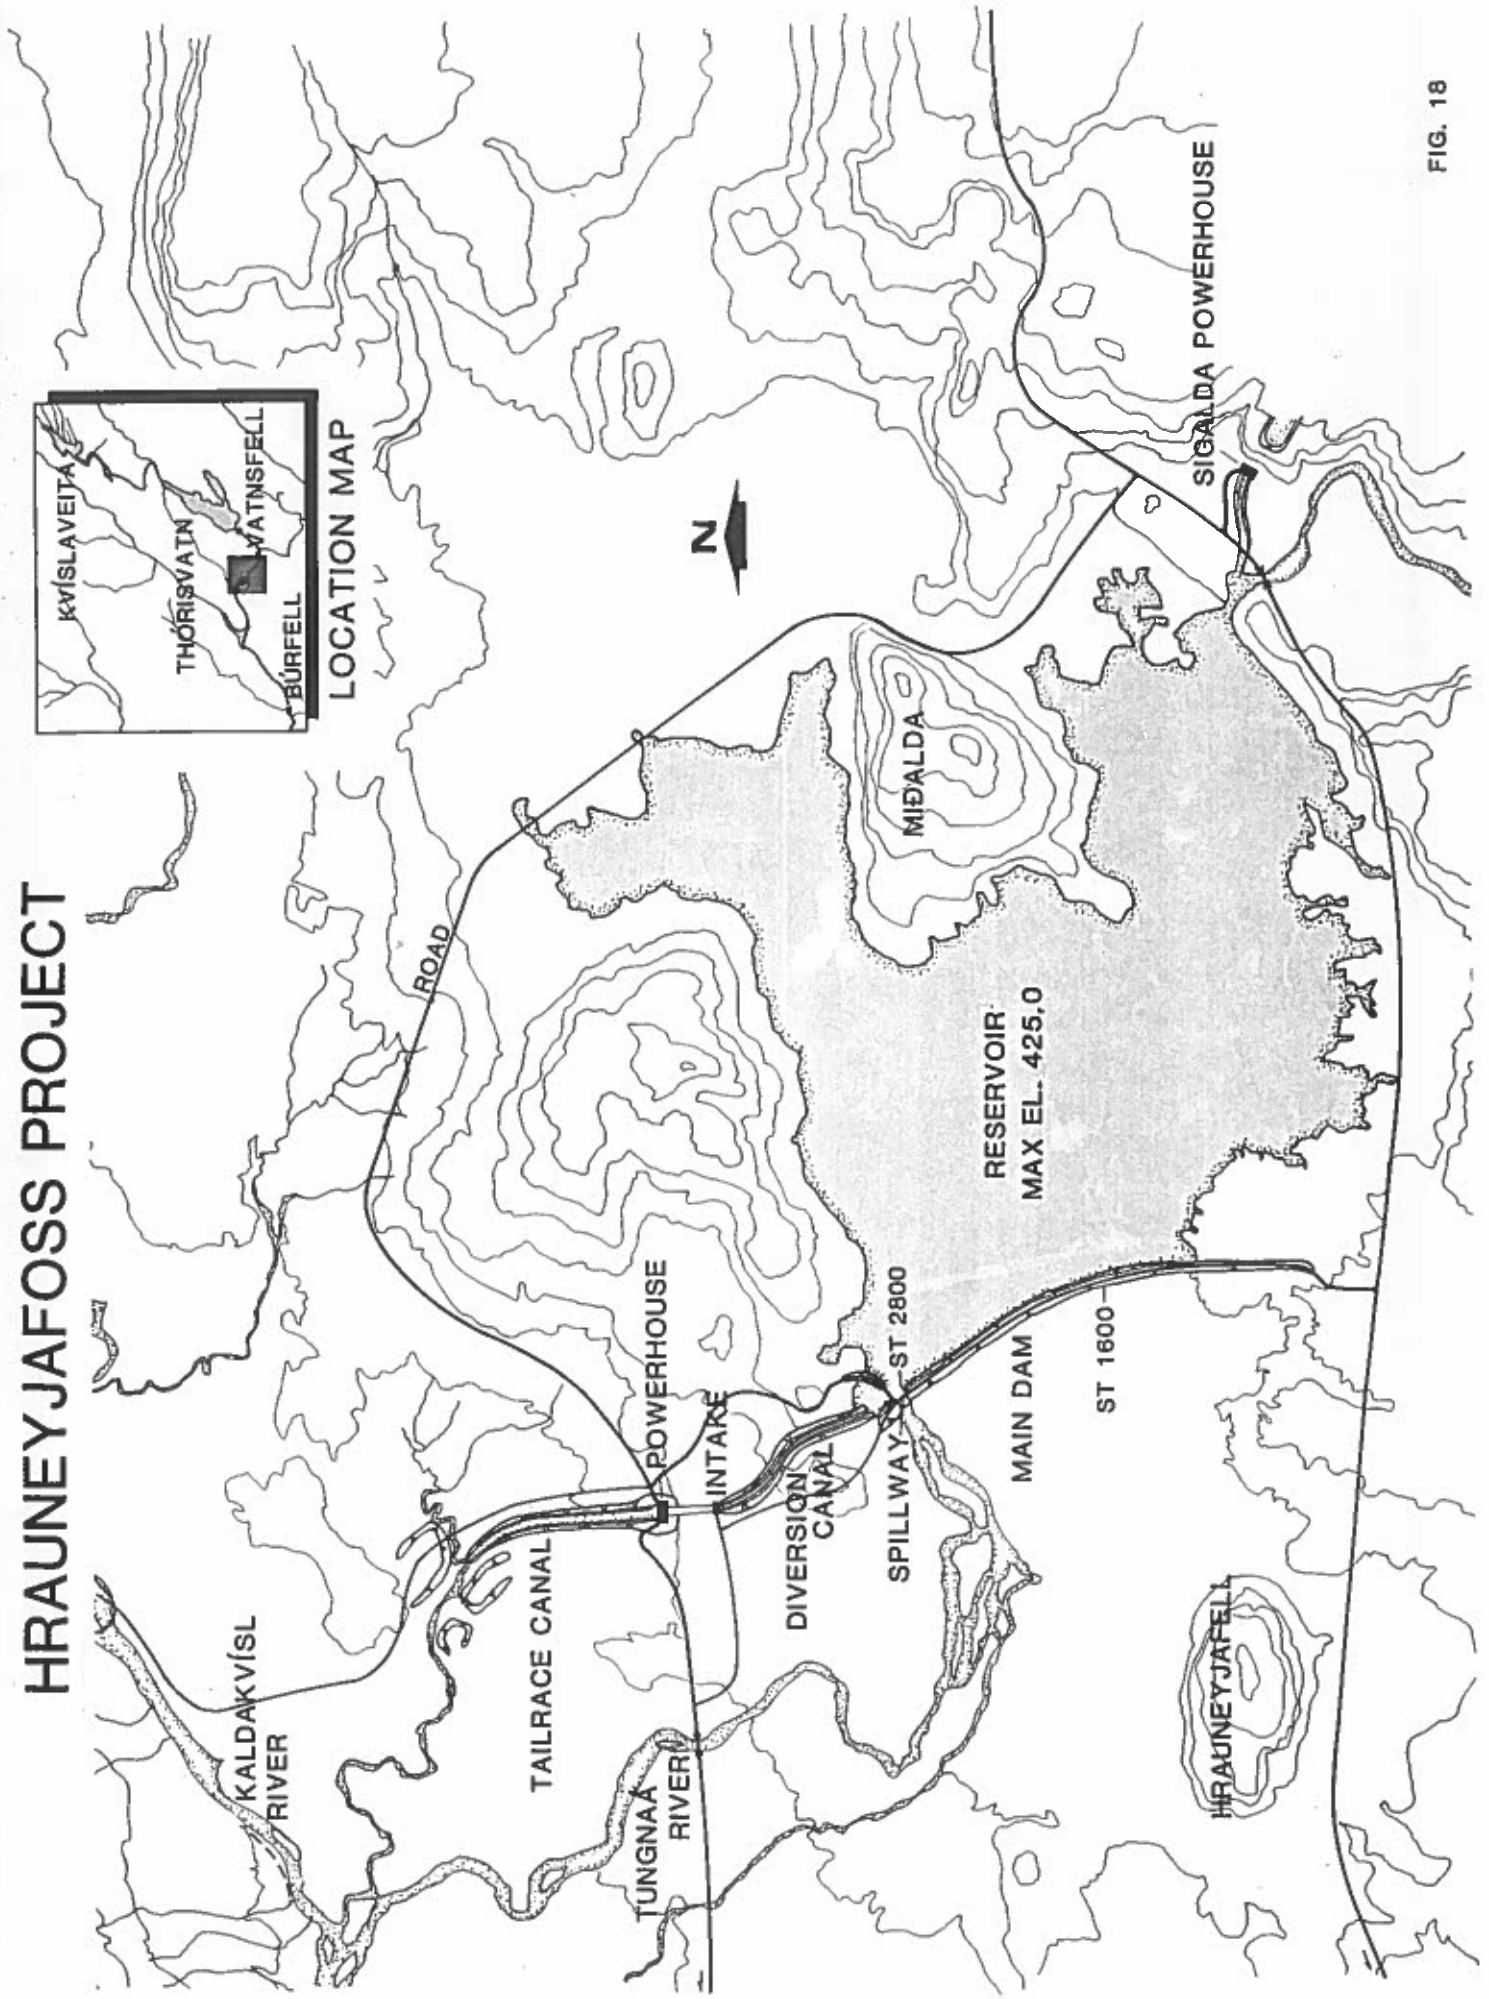 HRAUNEYJAFOSS PROJECT
KVÍSLAVEITA
THÓRISVATN
VATNSFELL
BÚRFELL
LOCATION MAP
N
ROAD
KALDAKVÍSL
RIVER
TAILRACE CANAL
POWERHOUSE
INTAKE
TUNGNAÁ
RIVER
DIVERSION
CANAL
SPILLWAY
ST 2800
MAIN DAM
ST 1600
RESERVOIR
MAX EL. 425,0
MIÐALDA
SIGALDA POWERHOUSE
HRAUNEYJAFELL
FIG. 18